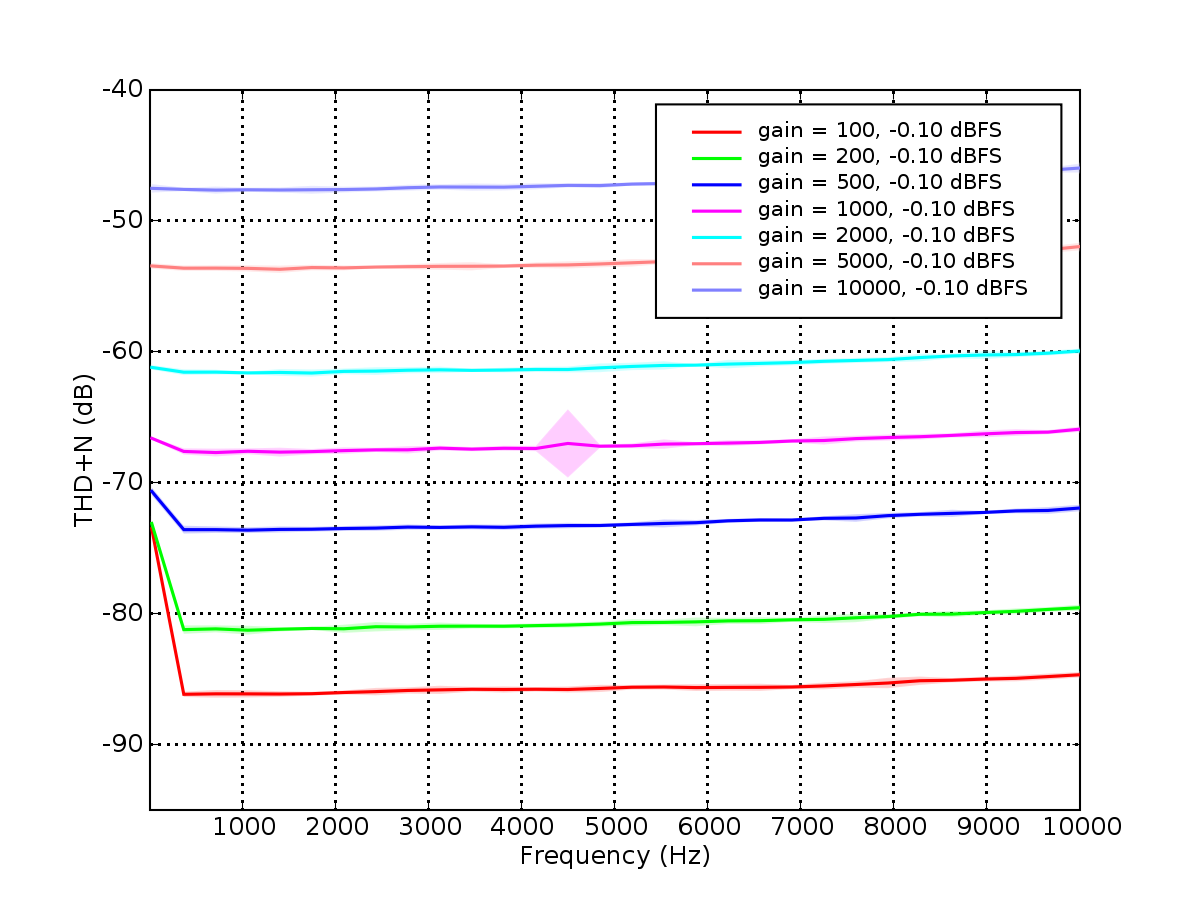 -40
-50
-60
-70
-80
-90
THD+N (dB)
gain = 100, -0.10 dBFS
gain = 200, -0.10 dBFS
gain = 500, -0.10 dBFS
gain = 1000, -0.10 dBFS
gain = 2000, -0.10 dBFS
gain = 5000, -0.10 dBFS
gain = 10000, -0.10 dBFS
1000 2000 3000 4000 5000 6000 7000 8000 9000 10000
Frequency (Hz)